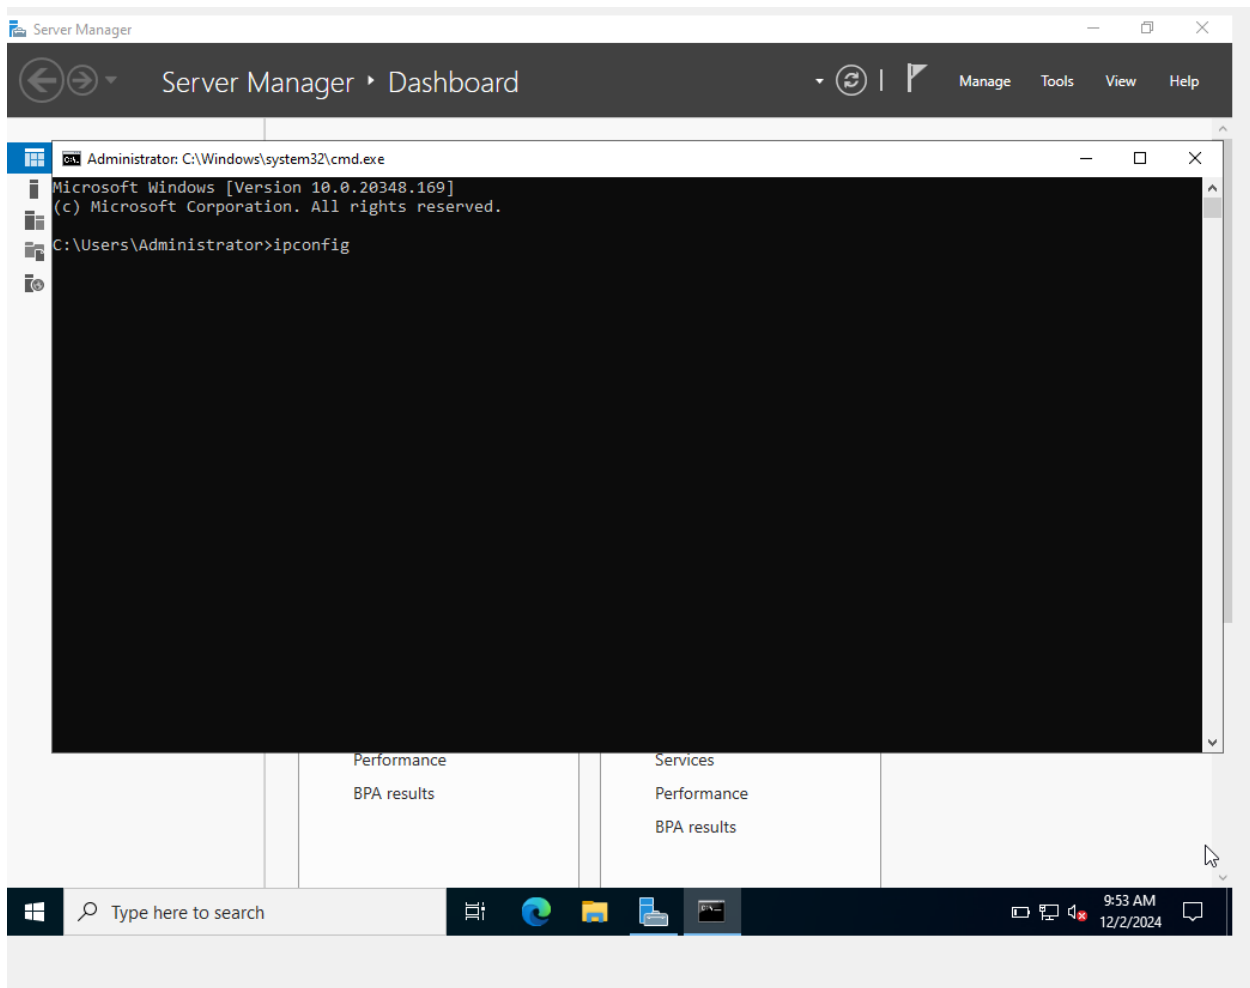 Server Manager
Server Manager ‣ Dashboard
Manage Tools View Help
Administrator: C:\Windows\system32\cmd.exe
Microsoft Windows [Version 10.0.20348.169]
(c) Microsoft Corporation. All rights reserved.
C:\Users\Administrator>ipconfig
Performance
BPA results
Services
Performance
BPA results
Type here to search
9:53 AM
12/2/2024